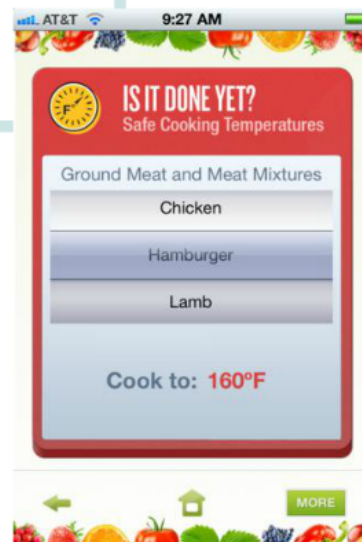 AT&T 9:27 AM
F°
IS IT DONE YET?
Safe Cooking Temperatures
Ground Meat and Meat Mixtures
Chicken
Hamburger
Lamb
Cook to: 160°F
MORE